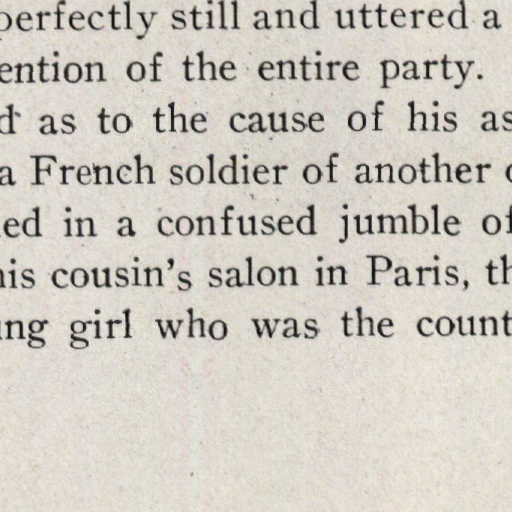 perfectly still and uttered a
ention of the entire party.
d as to the cause of his as
a French soldier of another
ed in a confused jumble of
his cousin's salon in Paris, th
ng girl who was the count